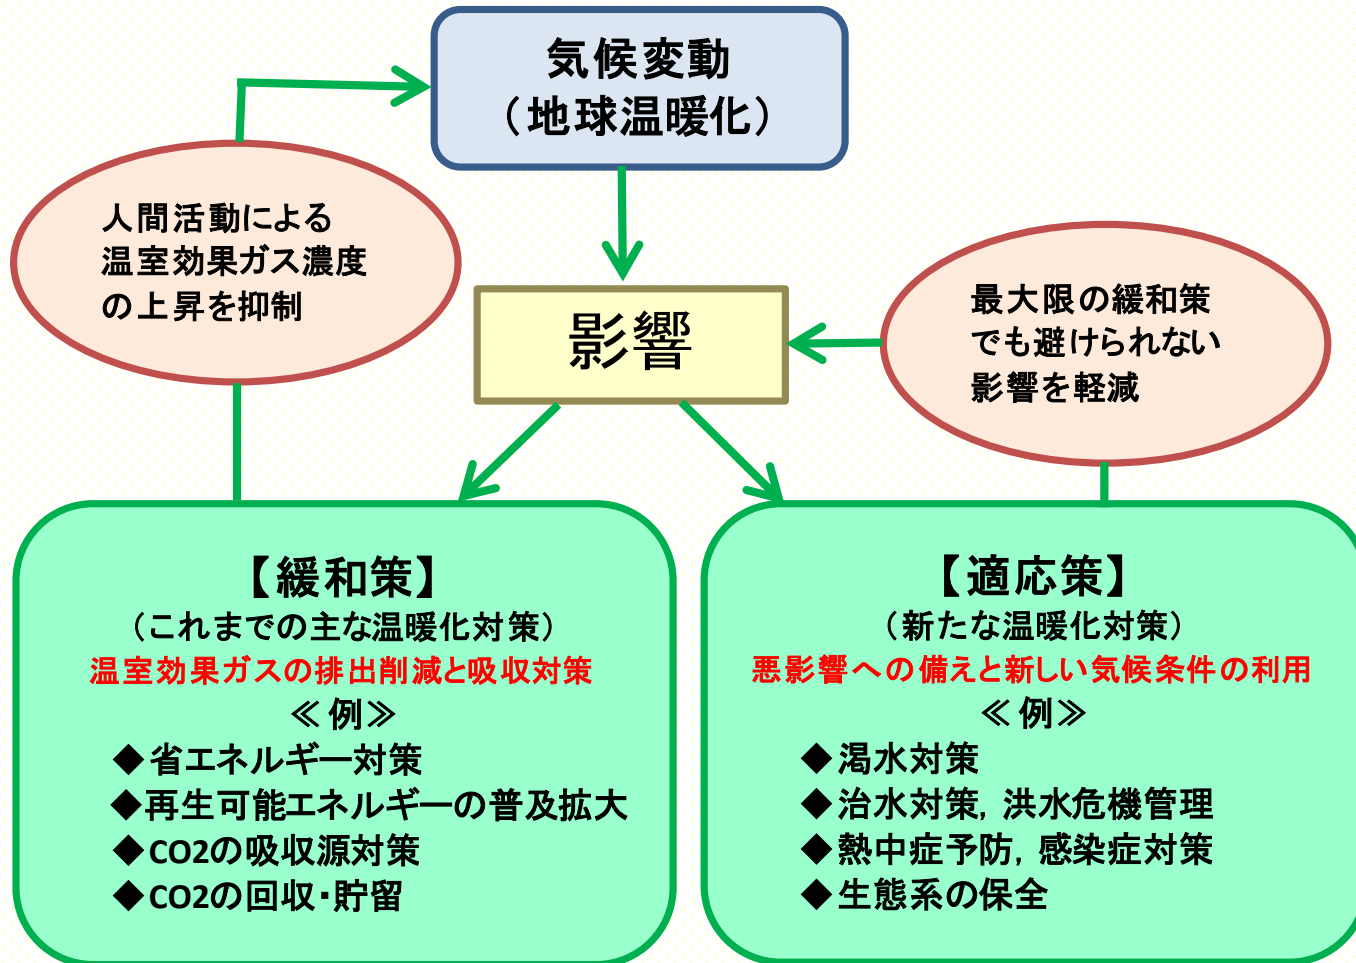 気候変動
（地球温暖化）
人間活動による
温室効果ガス濃度
の上昇を抑制
影響
最大限の緩和策
でも避けられない
影響を軽減
【緩和策】
（これまでの主な温暖化対策）
温室効果ガスの排出削減と吸収対策
≪例≫
◆省エネルギー対策
◆再生可能エネルギーの普及拡大
◆CO2の吸収源対策
◆CO2の回収・貯留
【適応策】
（新たな温暖化対策）
悪影響への備えと新しい気候条件の利用
≪例≫
◆渇水対策
◆治水対策，洪水危機管理
◆熱中症予防，感染症対策
◆生態系の保全